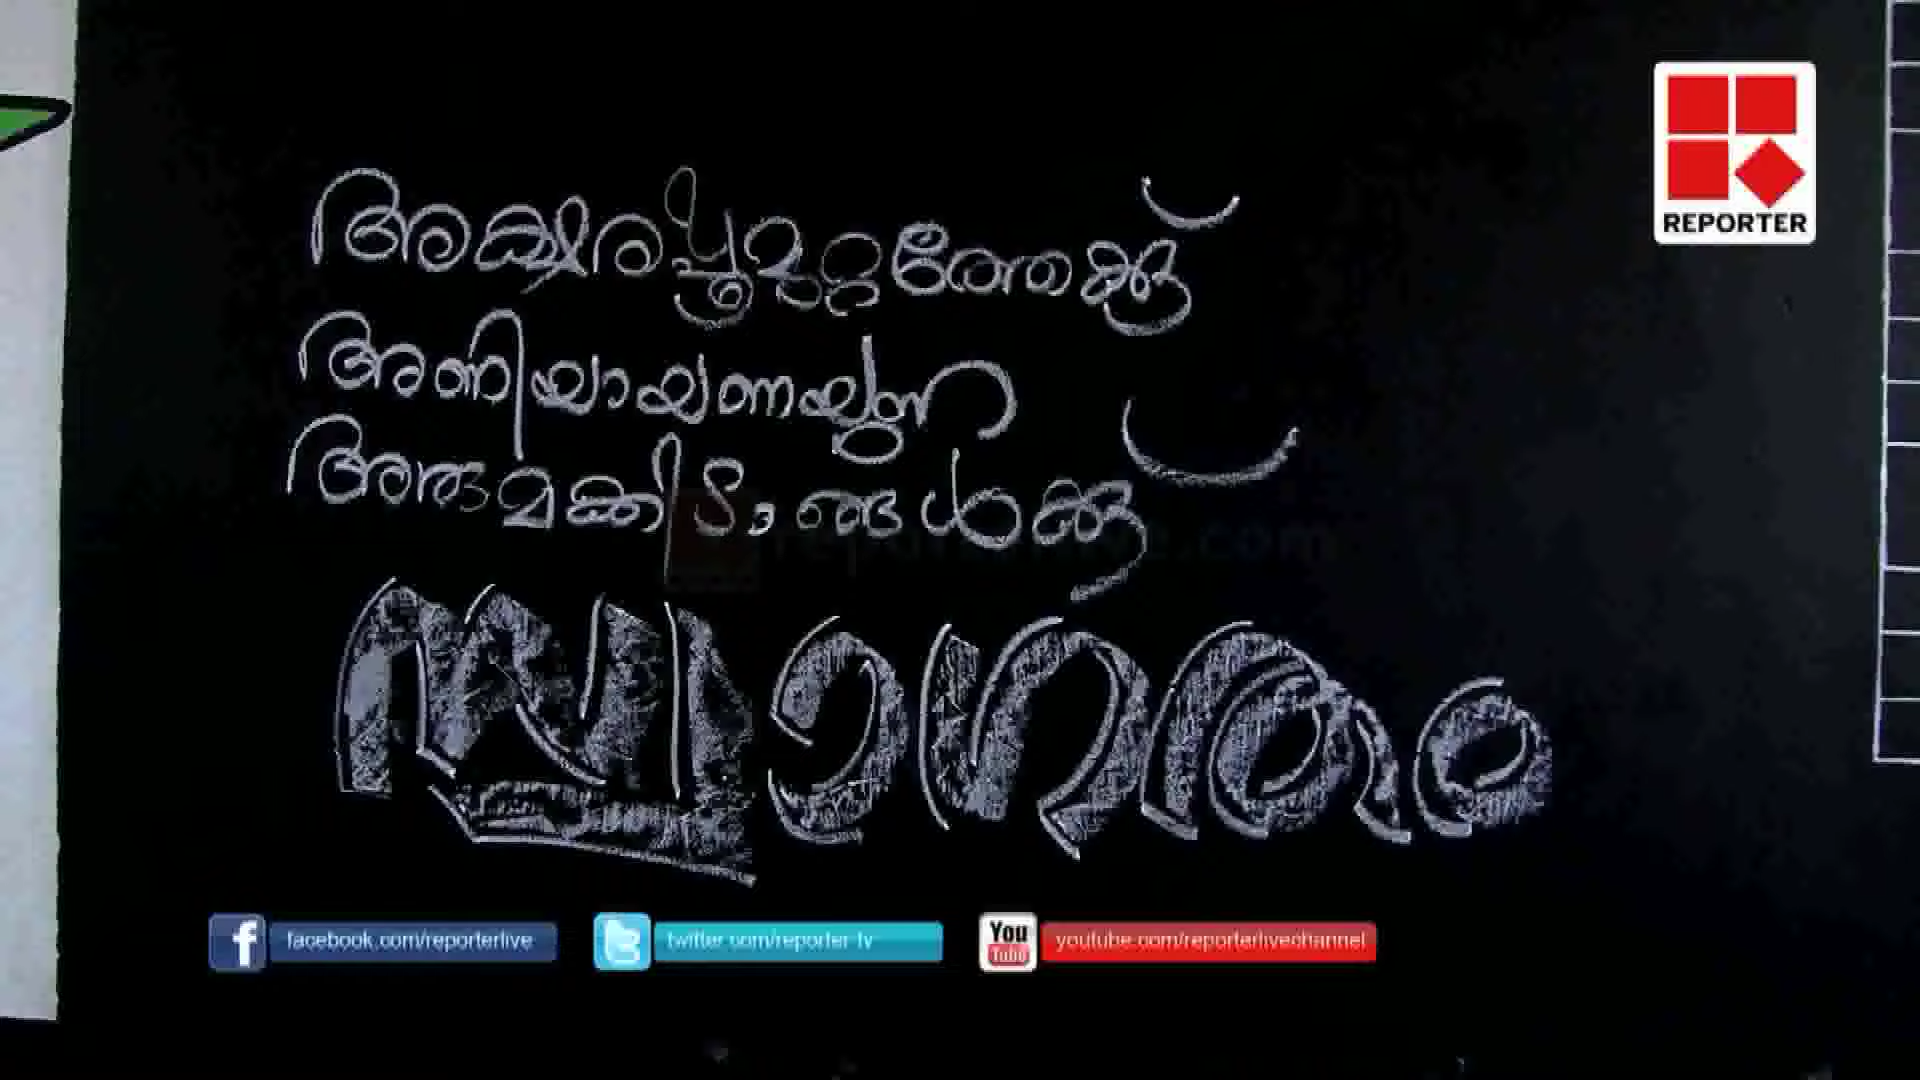 അക്ഷരപ്പൂമുറ്റത്തേക്ക്
അണിയായണയുന്ന
അരുമക്കിടാങ്ങൾക്ക്
സ്വാഗതം
REPORTER
facebook.com/reporterlive
twitter.com/reporter tv
You Tube
youtube.com/reporterlivechannel